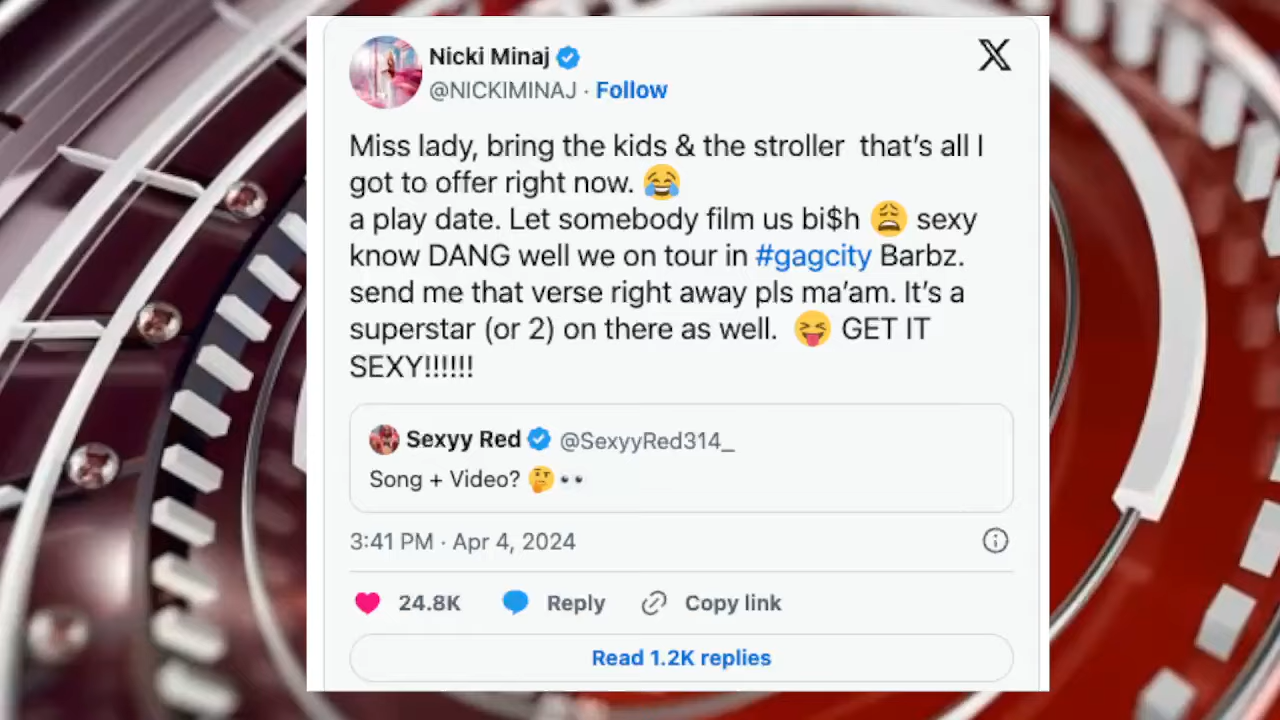 Nicki Minaj
@NICKIMINAJ · Follow
Miss lady, bring the kids & the stroller  that’s all I
got to offer right now. 😂
a play date. Let somebody film us bi$h 😩 sexy
know DANG well we on tour in #gagcity Barbz.
send me that verse right away pls ma’am. It’s a
superstar (or 2) on there as well.  😝 GET IT
SEXY!!!!!!
Sexyy Red @SexyyRed314_
Song + Video? 🤔👀
3:41 PM · Apr 4, 2024
24.8K Reply Copy link
Read 1.2K replies